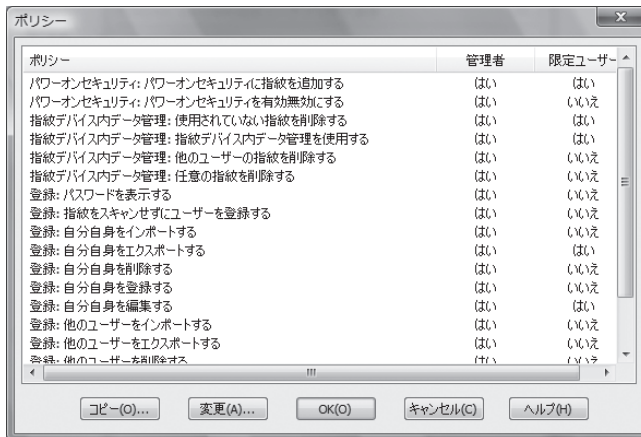 ポリシー
ポリシー 管理者 限定ユーザー
パワーオンセキュリティ: パワーオンセキュリティに指紋を追加する はい はい
パワーオンセキュリティ: パワーオンセキュリティを有効無効にする はい いいえ
指紋デバイス内データ管理: 使用されていない指紋を削除する はい はい
指紋デバイス内データ管理: 指紋デバイス内データ管理を使用する はい はい
指紋デバイス内データ管理: 他のユーザーの指紋を削除する はい いいえ
指紋デバイス内データ管理: 任意の指紋を削除する はい いいえ
登録: パスワードを表示する はい いいえ
登録: 指紋をスキャンせずにユーザーを登録する はい いいえ
登録: 自分自身をインポートする はい いいえ
登録: 自分自身をエクスポートする はい はい
登録: 自分自身を削除する はい いいえ
登録: 自分自身を登録する はい いいえ
登録: 自分自身を編集する はい はい
登録: 他のユーザーをインポートする はい いいえ
登録: 他のユーザーをエクスポートする はい いいえ
登録: 他のユーザーを削除する はい いいえ
コピー(O)... 変更(A)... OK(O) キャンセル(C) ヘルプ(H)